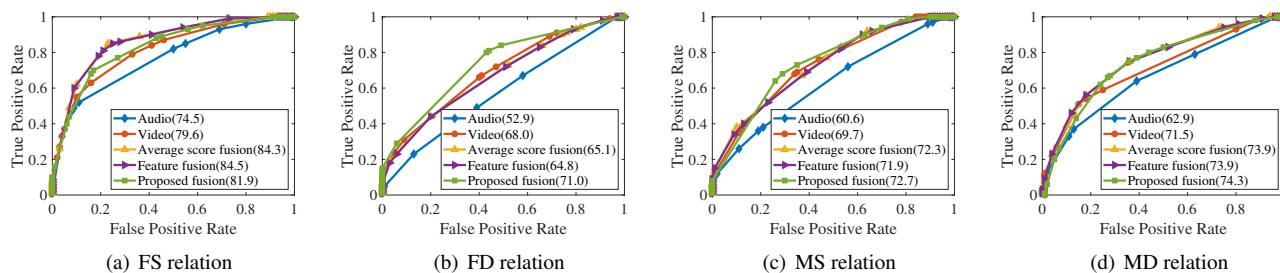 True Positive Rate
1
0.8
0.6
0.4
0.2
0
0 0.2 0.4 0.6 0.8 1
False Positive Rate
Audio(74.5)
Video(79.6)
Average score fusion(84.3)
Feature fusion(84.5)
Proposed fusion(81.9)
(a) FS relation
True Positive Rate
1
0.8
0.6
0.4
0.2
0
0 0.2 0.4 0.6 0.8 1
False Positive Rate
Audio(52.9)
Video(68.0)
Average score fusion(65.1)
Feature fusion(64.8)
Proposed fusion(71.0)
(b) FD relation
True Positive Rate
1
0.8
0.6
0.4
0.2
0
0 0.2 0.4 0.6 0.8 1
False Positive Rate
Audio(60.6)
Video(69.7)
Average score fusion(72.3)
Feature fusion(71.9)
Proposed fusion(72.7)
(c) MS relation
True Positive Rate
1
0.8
0.6
0.4
0.2
0
0 0.2 0.4 0.6 0.8 1
False Positive Rate
Audio(62.9)
Video(71.5)
Average score fusion(73.9)
Feature fusion(73.9)
Proposed fusion(74.3)
(d) MD relation